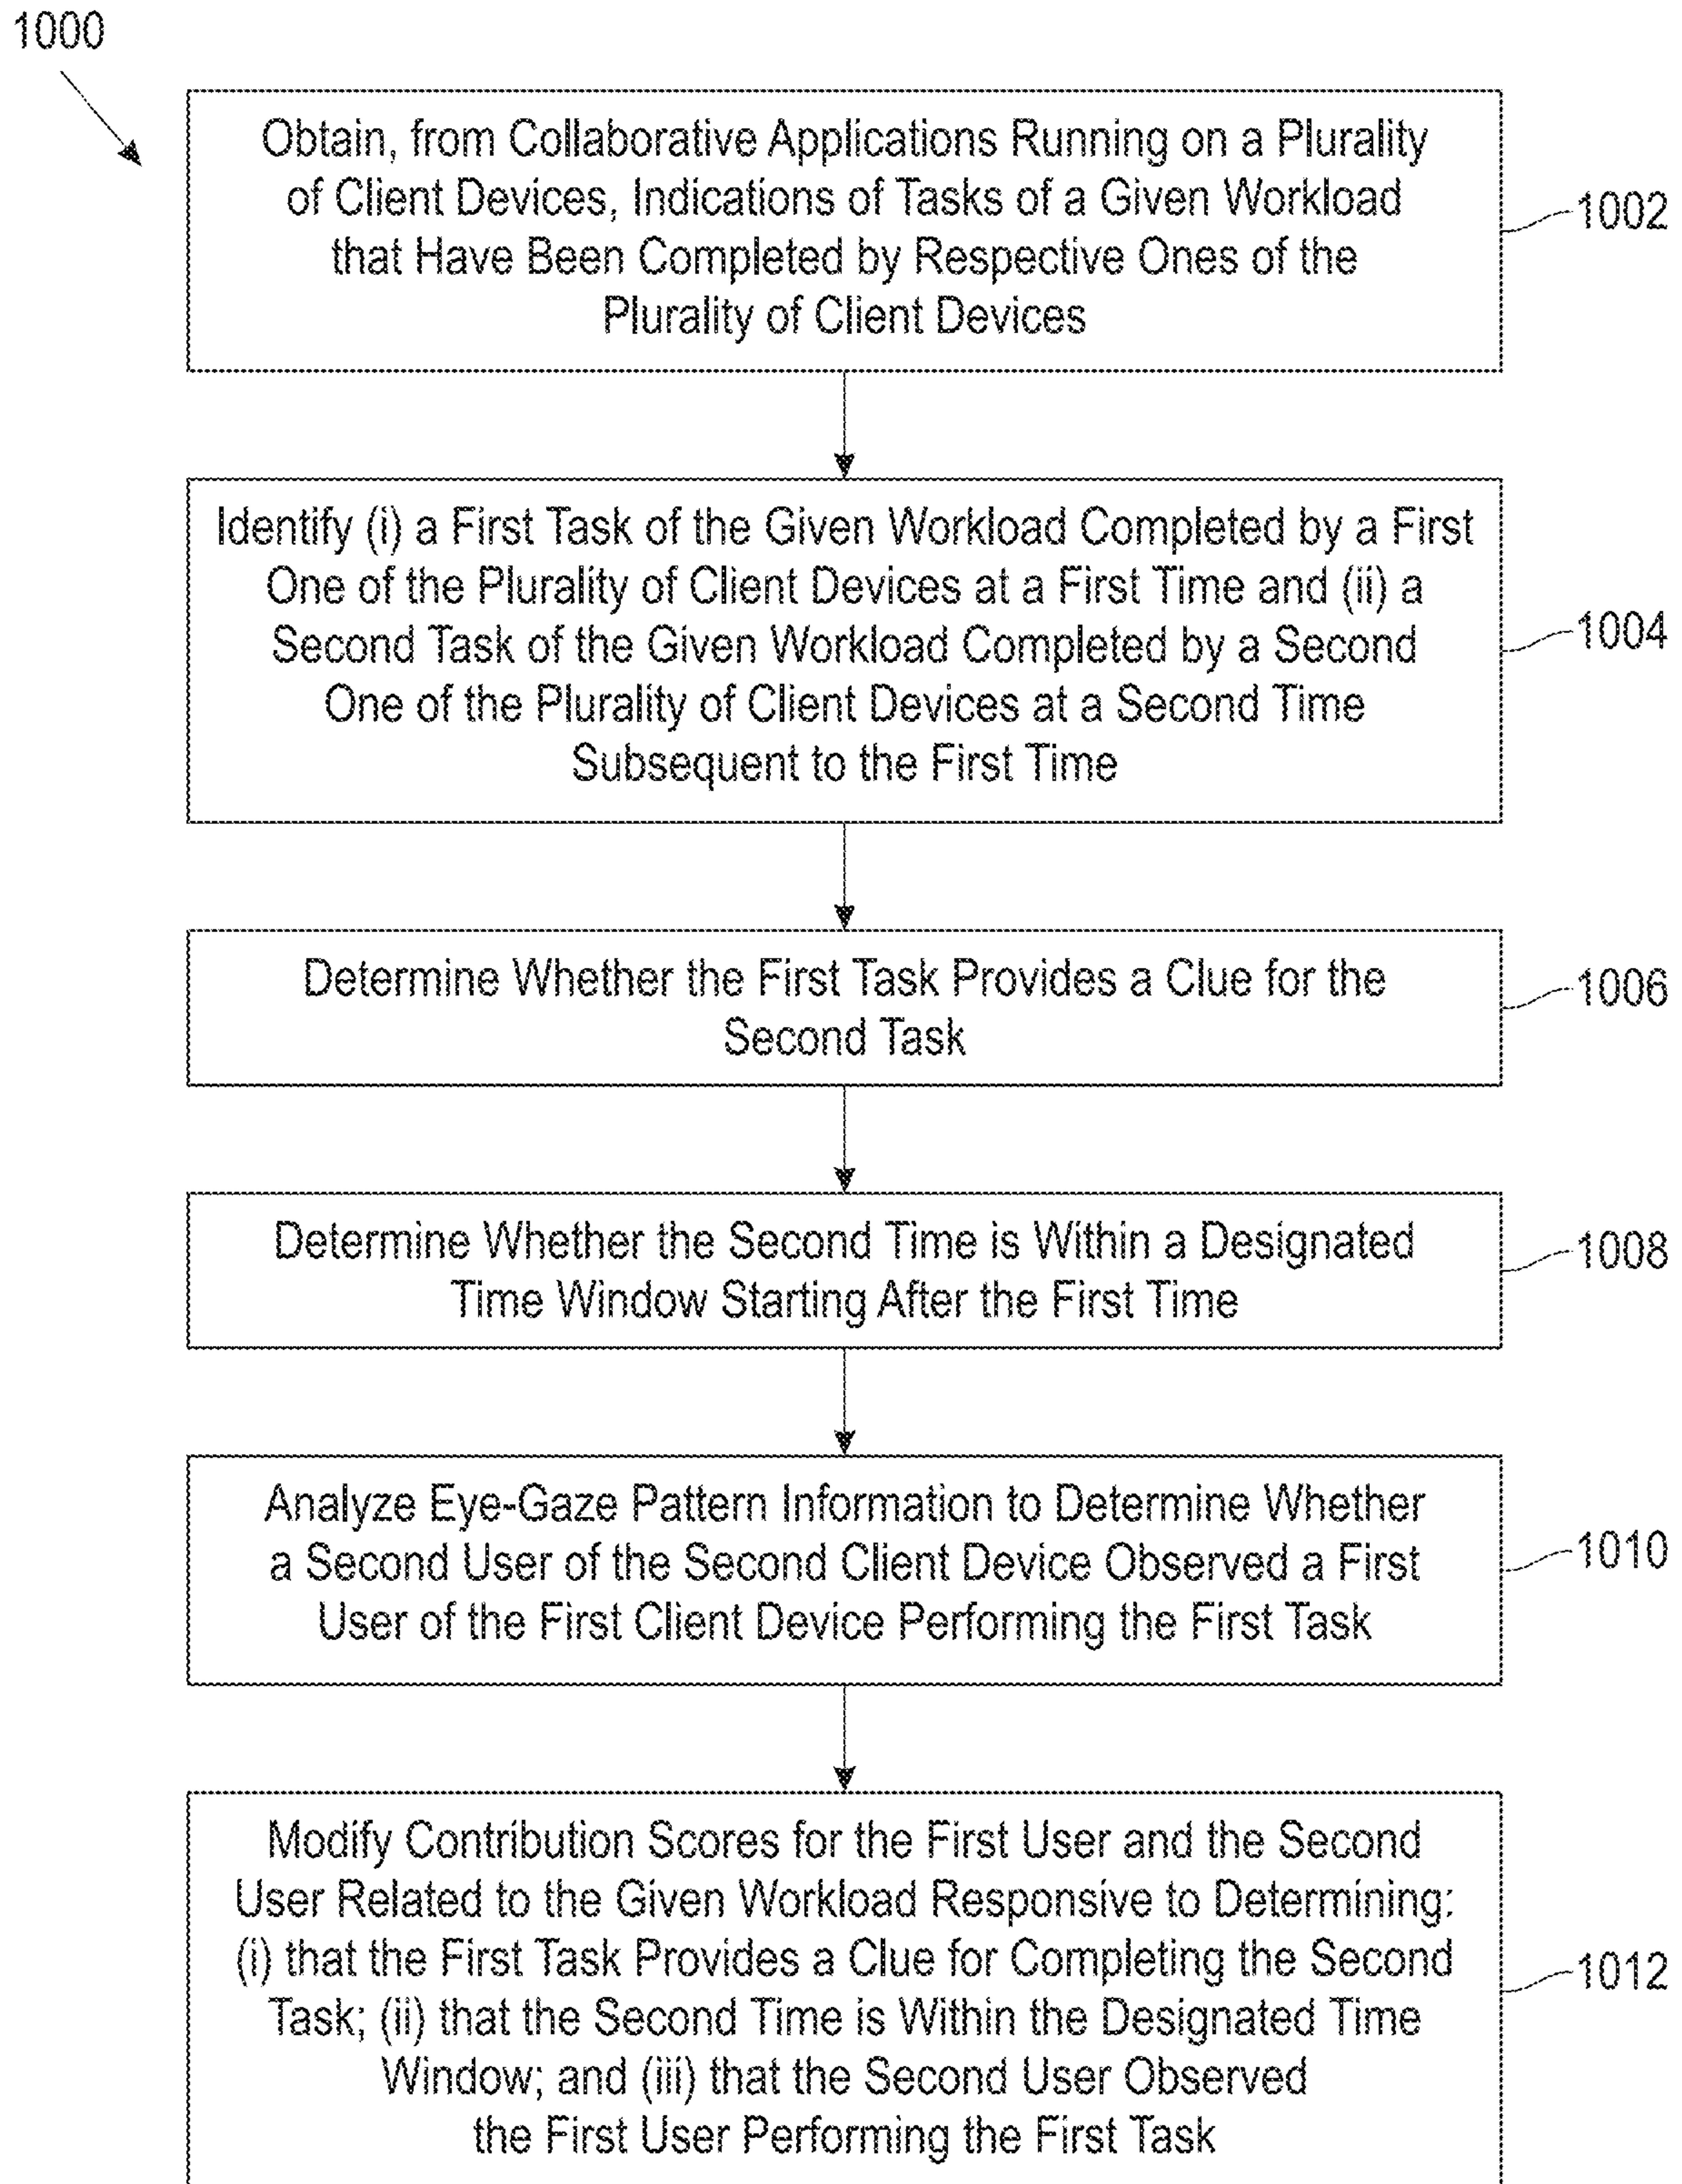 1000
Obtain, from Collaborative Applications Running on a Plurality
of Client Devices, Indications of Tasks of a Given Workload
that Have Been Completed by Respective Ones of the
Plurality of Client Devices
1002
Identify (i) a First Task of the Given Workload Completed by a First
One of the Plurality of Client Devices at a First Time and (ii) a
Second Task of the Given Workload Completed by a Second
One of the Plurality of Client Devices at a Second Time
Subsequent to the First Time
1004
Determine Whether the First Task Provides a Clue for the
Second Task
1006
Determine Whether the Second Time is Within a Designated
Time Window Starting After the First Time
1008
Analyze Eye-Gaze Pattern Information to Determine Whether
a Second User of the Second Client Device Observed a First
User of the First Client Device Performing the First Task
1010
Modify Contribution Scores for the First User and the Second
User Related to the Given Workload Responsive to Determining:
(i) that the First Task Provides a Clue for Completing the Second
Task; (ii) that the Second Time is Within the Designated Time
Window; and (iii) that the Second User Observed
the First User Performing the First Task
1012